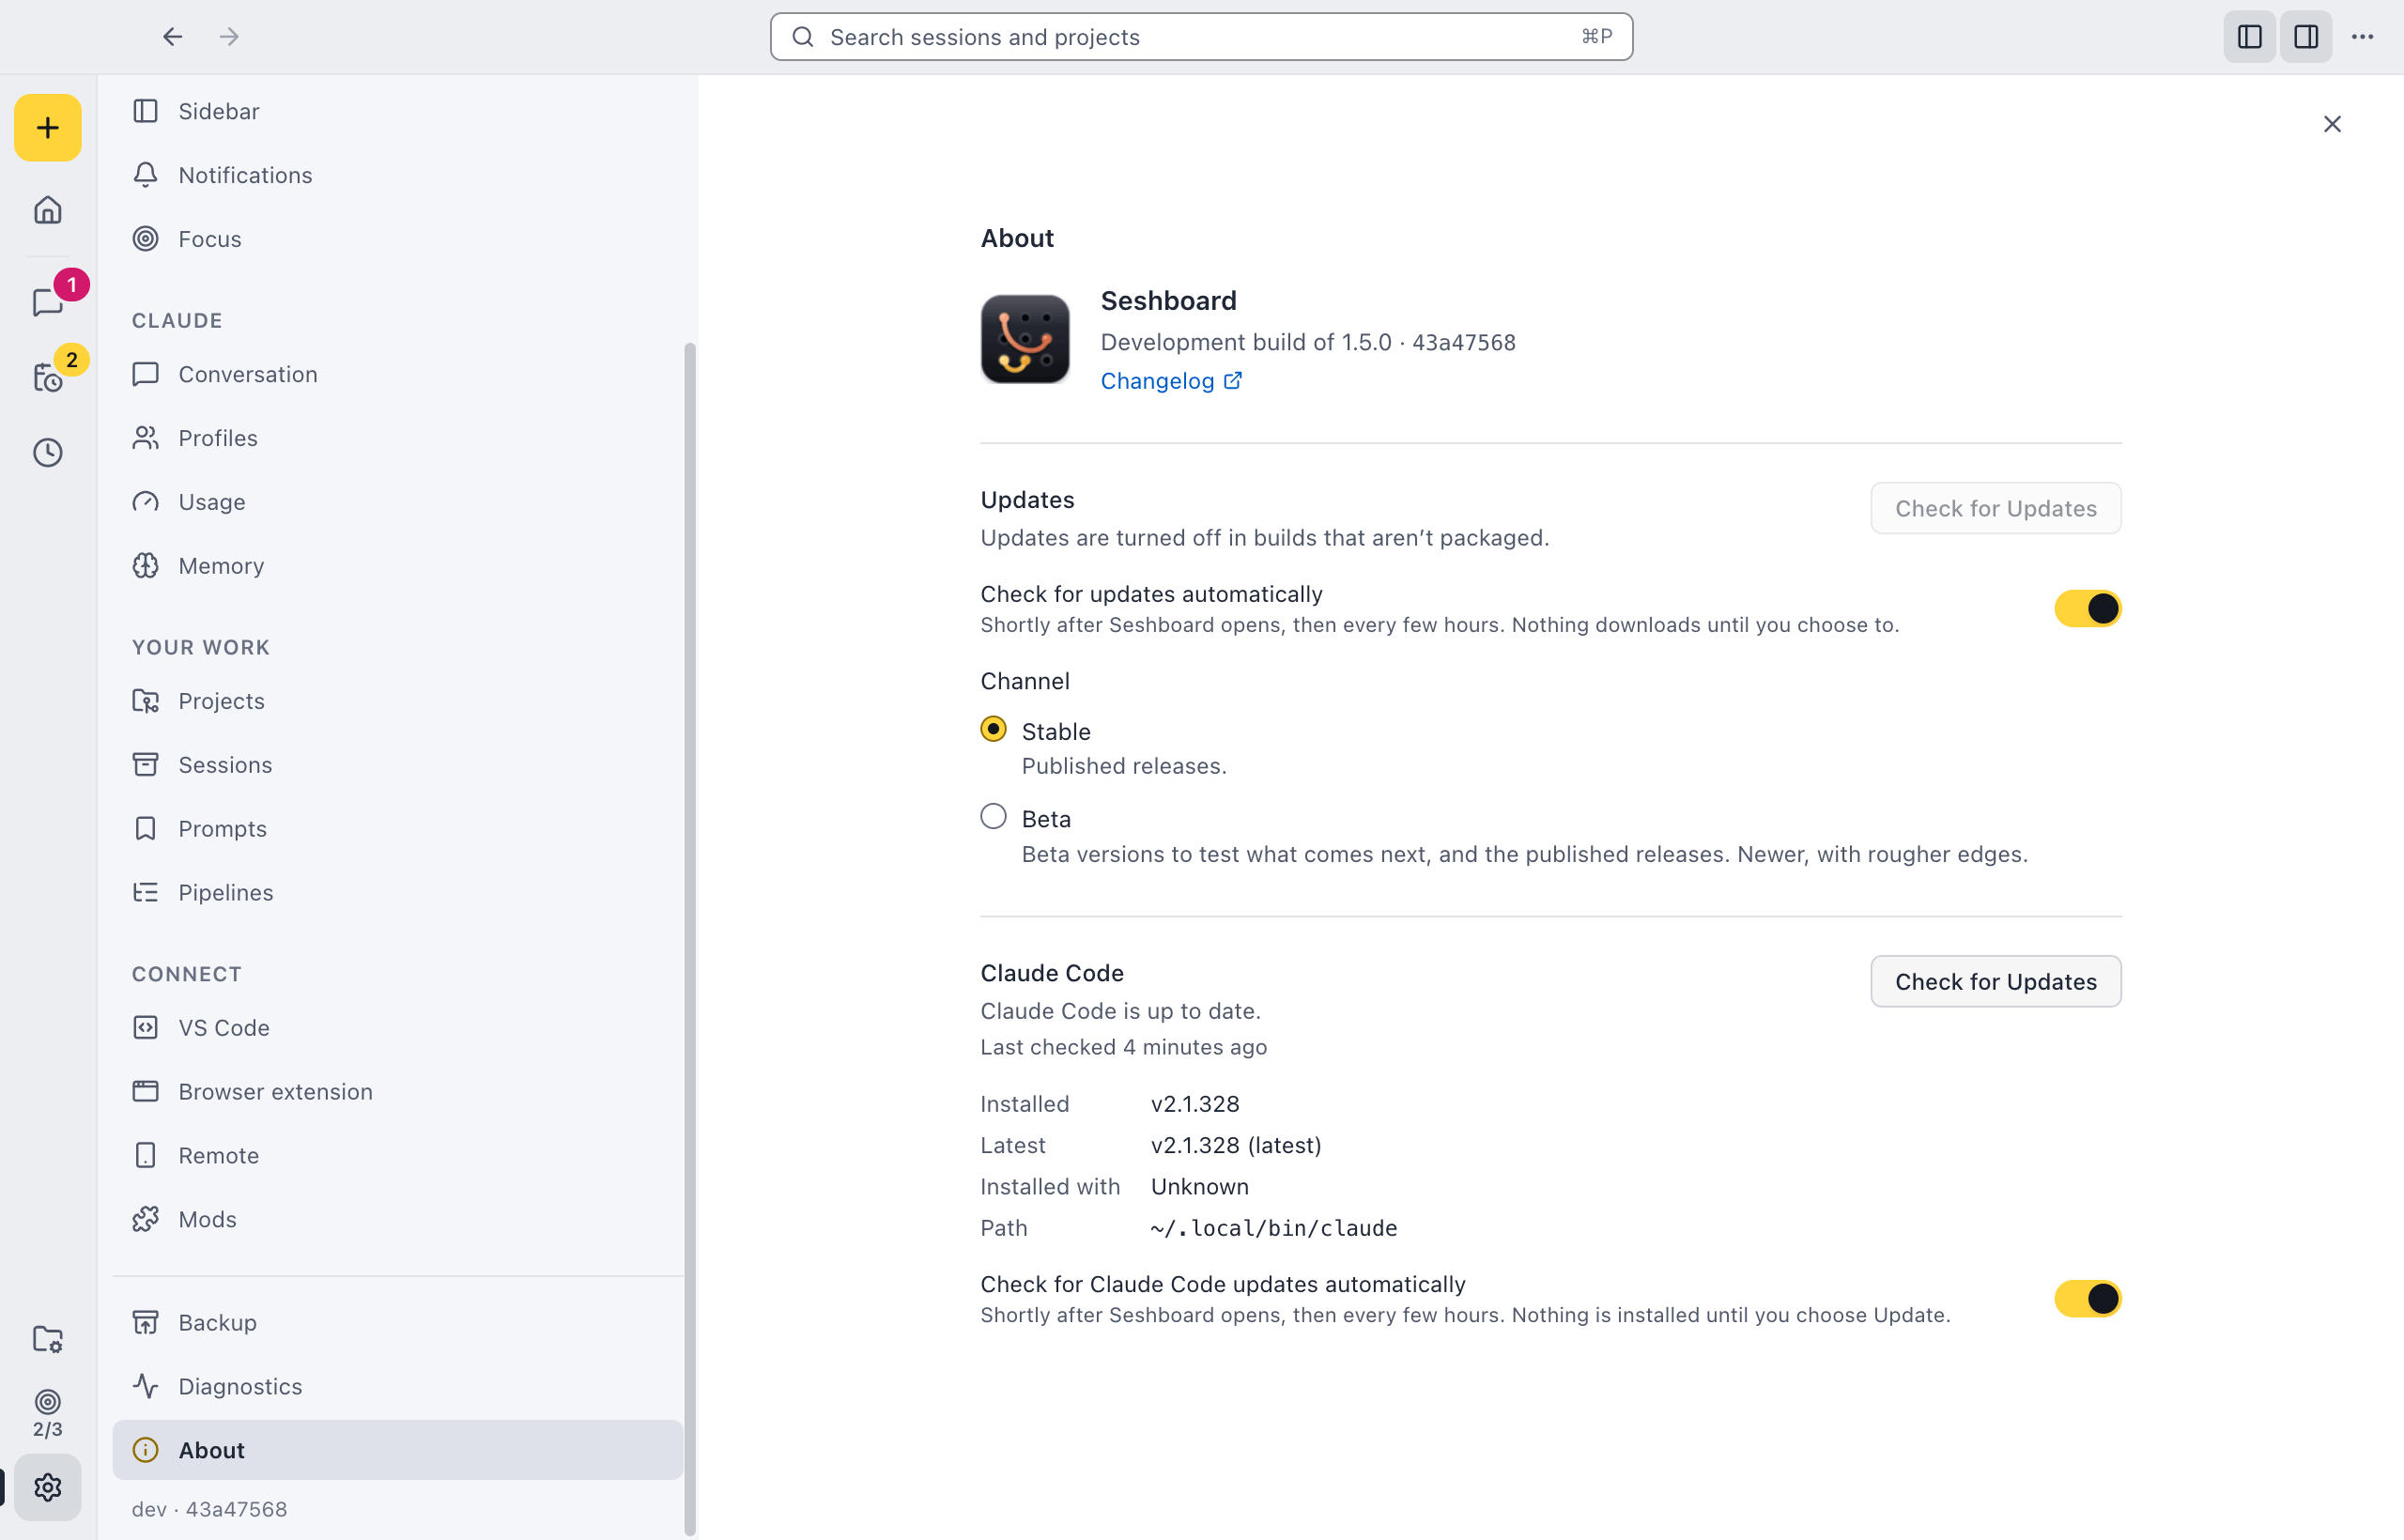 Search sessions and projects
⌘P
1
2
2/3
Sidebar
Notifications
Focus
CLAUDE
Conversation
Profiles
Usage
Memory
YOUR WORK
Projects
Sessions
Prompts
Pipelines
CONNECT
VS Code
Browser extension
Remote
Mods
Backup
Diagnostics
About
dev · 43a47568
About
Seshboard
Development build of 1.5.0 · 43a47568
Changelog
Updates
Check for Updates
Updates are turned off in builds that aren’t packaged.
Check for updates automatically
Shortly after Seshboard opens, then every few hours. Nothing downloads until you choose to.
Channel
Stable
Published releases.
Beta
Beta versions to test what comes next, and the published releases. Newer, with rougher edges.
Claude Code
Check for Updates
Claude Code is up to date.
Last checked 4 minutes ago
Installed v2.1.328
Latest v2.1.328 (latest)
Installed with Unknown
Path ~/.local/bin/claude
Check for Claude Code updates automatically
Shortly after Seshboard opens, then every few hours. Nothing is installed until you choose Update.